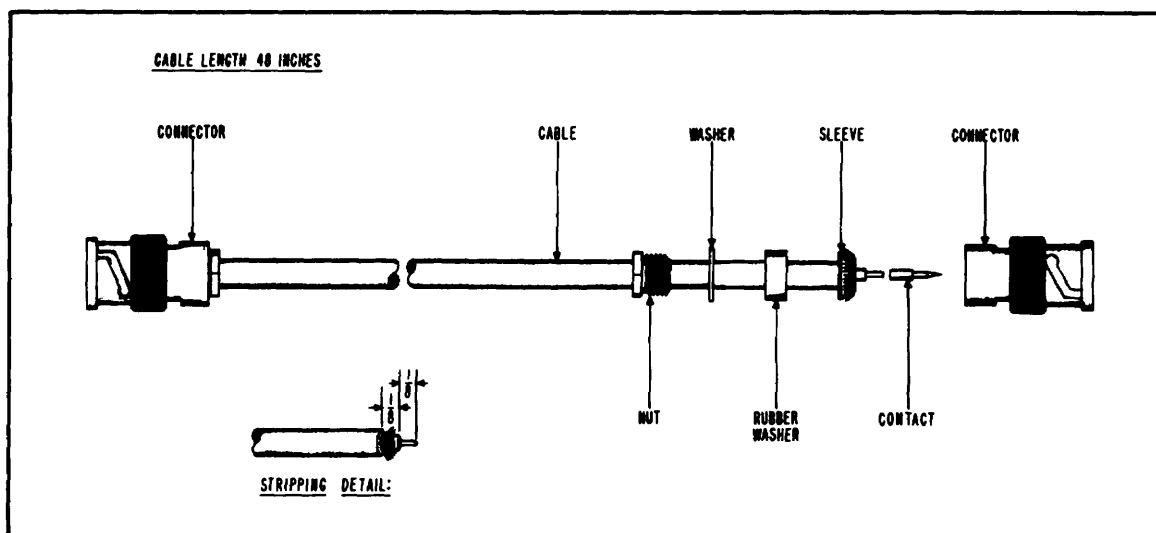 CABLE LENGTH 48 INCHES
CONNECTOR
CABLE
WASHER
SLEEVE
CONNECTOR
NUT
RUBBER
WASHER
CONTACT
1/8
1/8
STRIPPING DETAIL: